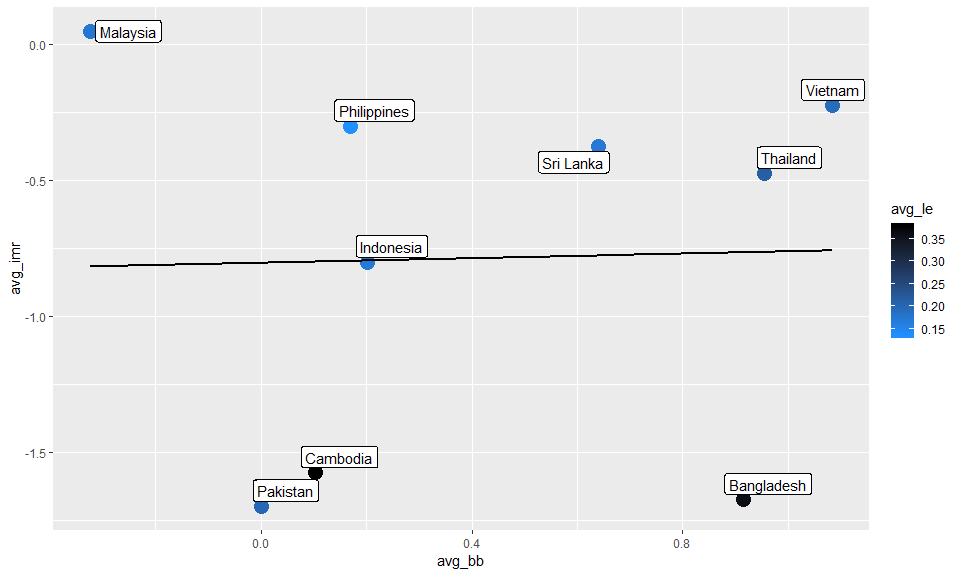 Malaysia
Philippines
Vietnam
Sri Lanka
Thailand
Indonesia
Cambodia
Pakistan
Bangladesh
0.0
-0.5
-1.0
-1.5
avg_imr
0.0
0.4
0.8
avg_bb
avg_le
0.35
0.30
0.25
0.20
0.15